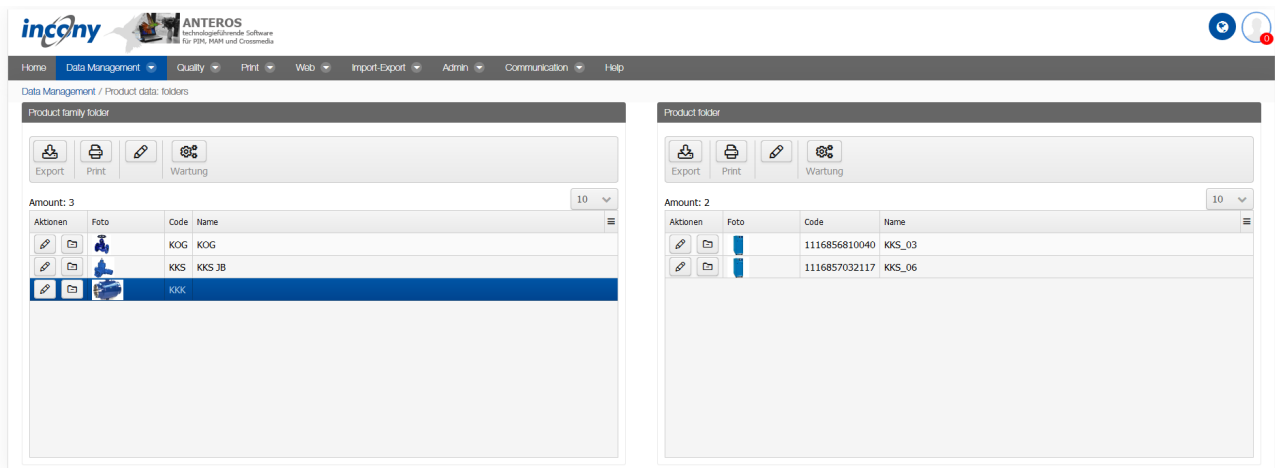 incony
ANTEROS
technologieführende Software
für PIM, MAM und Crossmedia
0
Home Data Management Quality Print Web Import-Export Admin Communication Help
Data Management / Product data: folders
Product family folder
Export Print Wartung
Amount: 3 10
Aktionen Foto Code Name
KOG KOG
KKS KKS JB
KKK
Product folder
Export Print Wartung
Amount: 2 10
Aktionen Foto Code Name
1116856810040 KKS_03
1116857032117 KKS_06